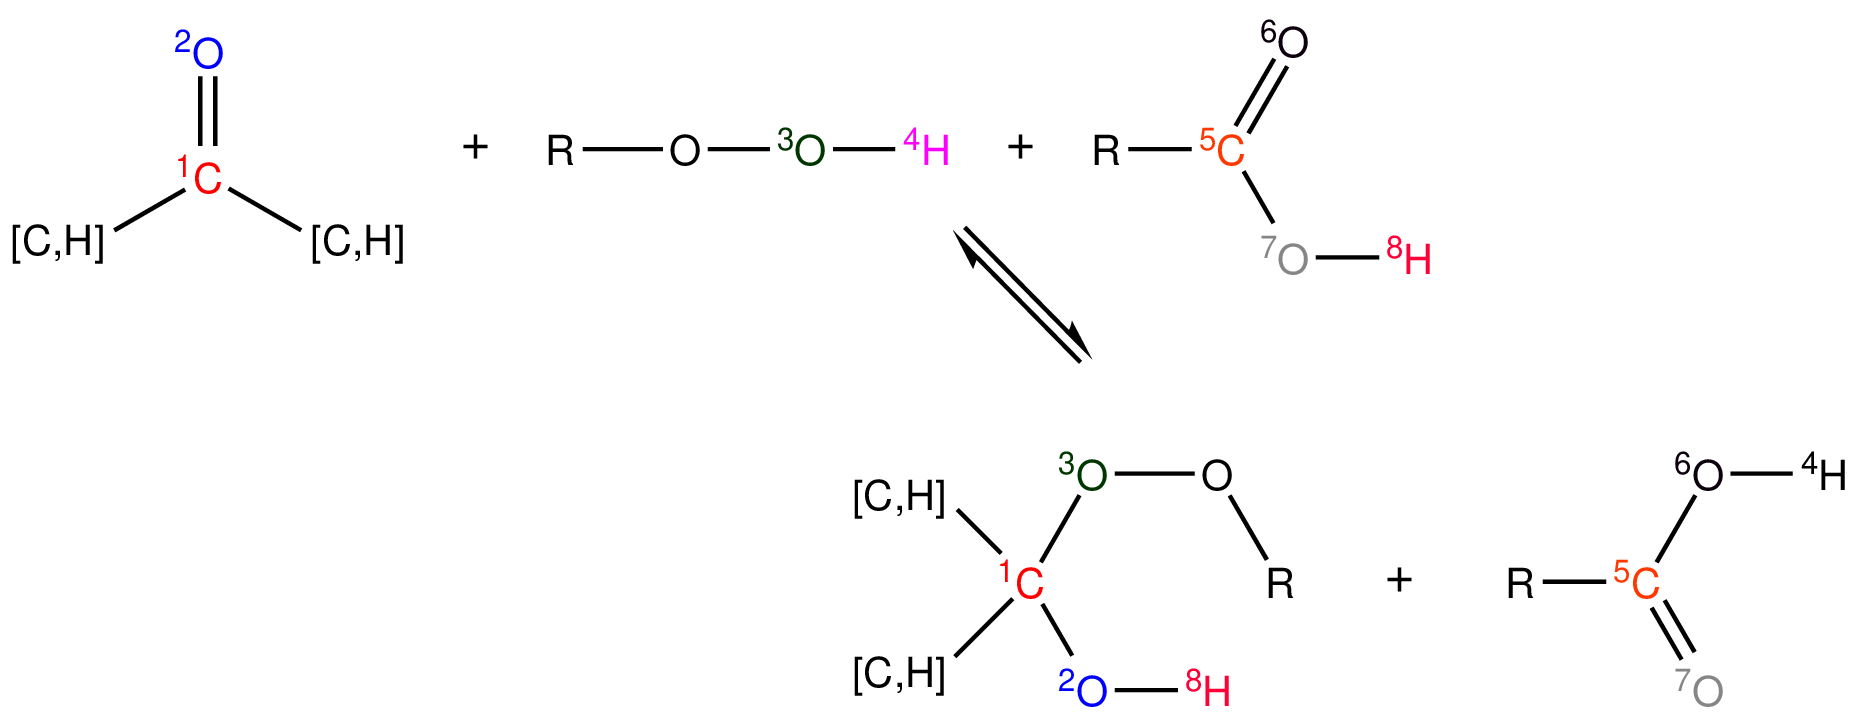 ²O
¹C
[C,H] [C,H]
+
R O ³O ⁴H
+
R ⁵C
⁶O
⁷O ⁸H
[C,H] ³O O
¹C R
[C,H] ²O ⁸H
+
⁶O ⁴H
R ⁵C
⁷O